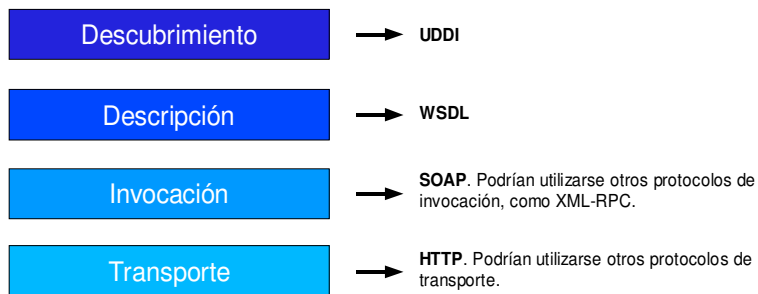 Descubrimiento
UDDI
Descripción
WSDL
Invocación
SOAP. Podrían utilizarse otros protocolos de
invocación, como XML-RPC.
Transporte
HTTP. Podrían utilizarse otros protocolos de
transporte.